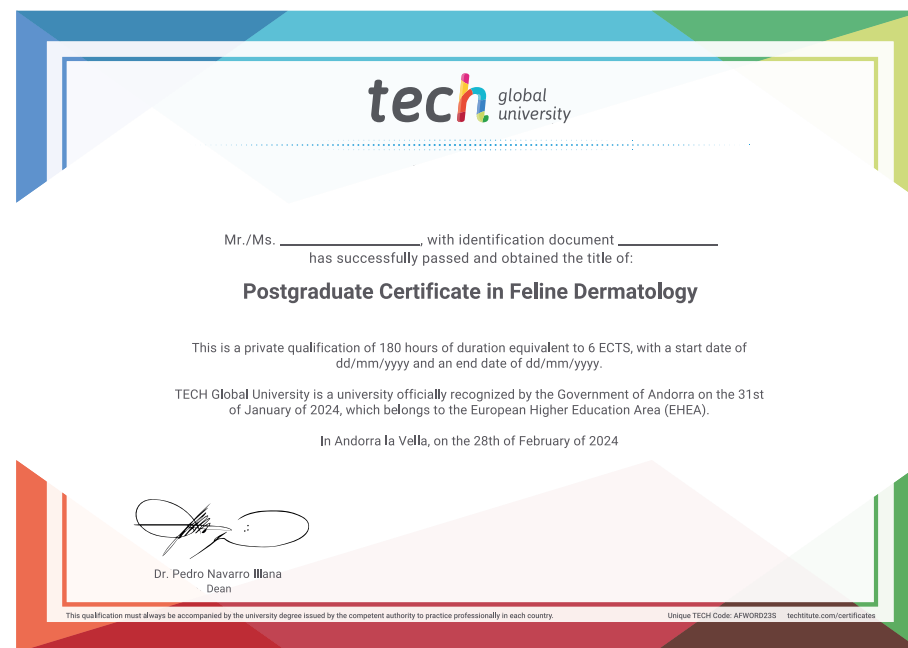 tech global university
Mr./Ms. ____________________, with identification document ______________
has successfully passed and obtained the title of:
Postgraduate Certificate in Feline Dermatology
This is a private qualification of 180 hours of duration equivalent to 6 ECTS, with a start date of
dd/mm/yyyy and an end date of dd/mm/yyyy.
TECH Global University is a university officially recognized by the Government of Andorra on the 31st
of January of 2024, which belongs to the European Higher Education Area (EHEA).
In Andorra la Vella, on the 28th of February of 2024
Dr. Pedro Navarro Illana
Dean
This qualification must always be accompanied by the university degree issued by the competent authority to practice professionally in each country.
Unique TECH Code: AFWORD23S techtitute.com/certificates